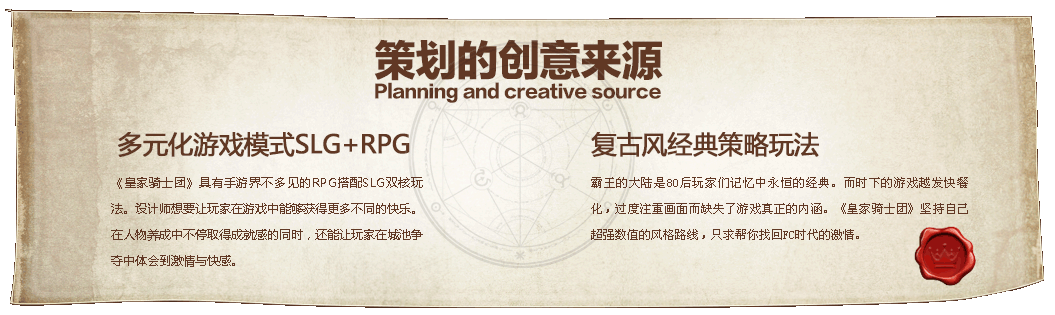 策划的创意来源
Planning and creative source
多元化游戏模式SLG+RPG
《皇家骑士团》具有手游界不多见的RPG搭配SLG双核玩
法。设计师想要让玩家在游戏中能够获得更多不同的快乐。
在人物养成中不停取得成就感的同时，还能让玩家在城池争
夺中体会到激情与快感。
复古风经典策略玩法
霸王的大陆是80后玩家们记忆中永恒的经典。而时下的游戏越发快餐
化，过度注重画面而缺失了游戏真正的内涵。《皇家骑士团》坚持自己
超强数值的风格路线，只求帮你找回FC时代的激情。